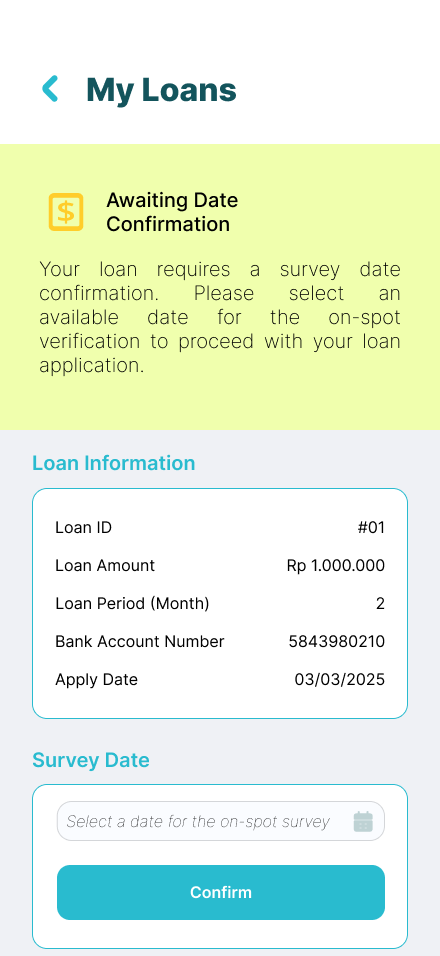 My Loans
Awaiting Date
Confirmation
Your loan requires a survey date
confirmation. Please select an
available date for the on-spot
verification to proceed with your loan
application.
Loan Information
Loan ID #01
Loan Amount Rp 1.000.000
Loan Period (Month) 2
Bank Account Number 5843980210
Apply Date 03/03/2025
Survey Date
Select a date for the on-spot survey
Confirm